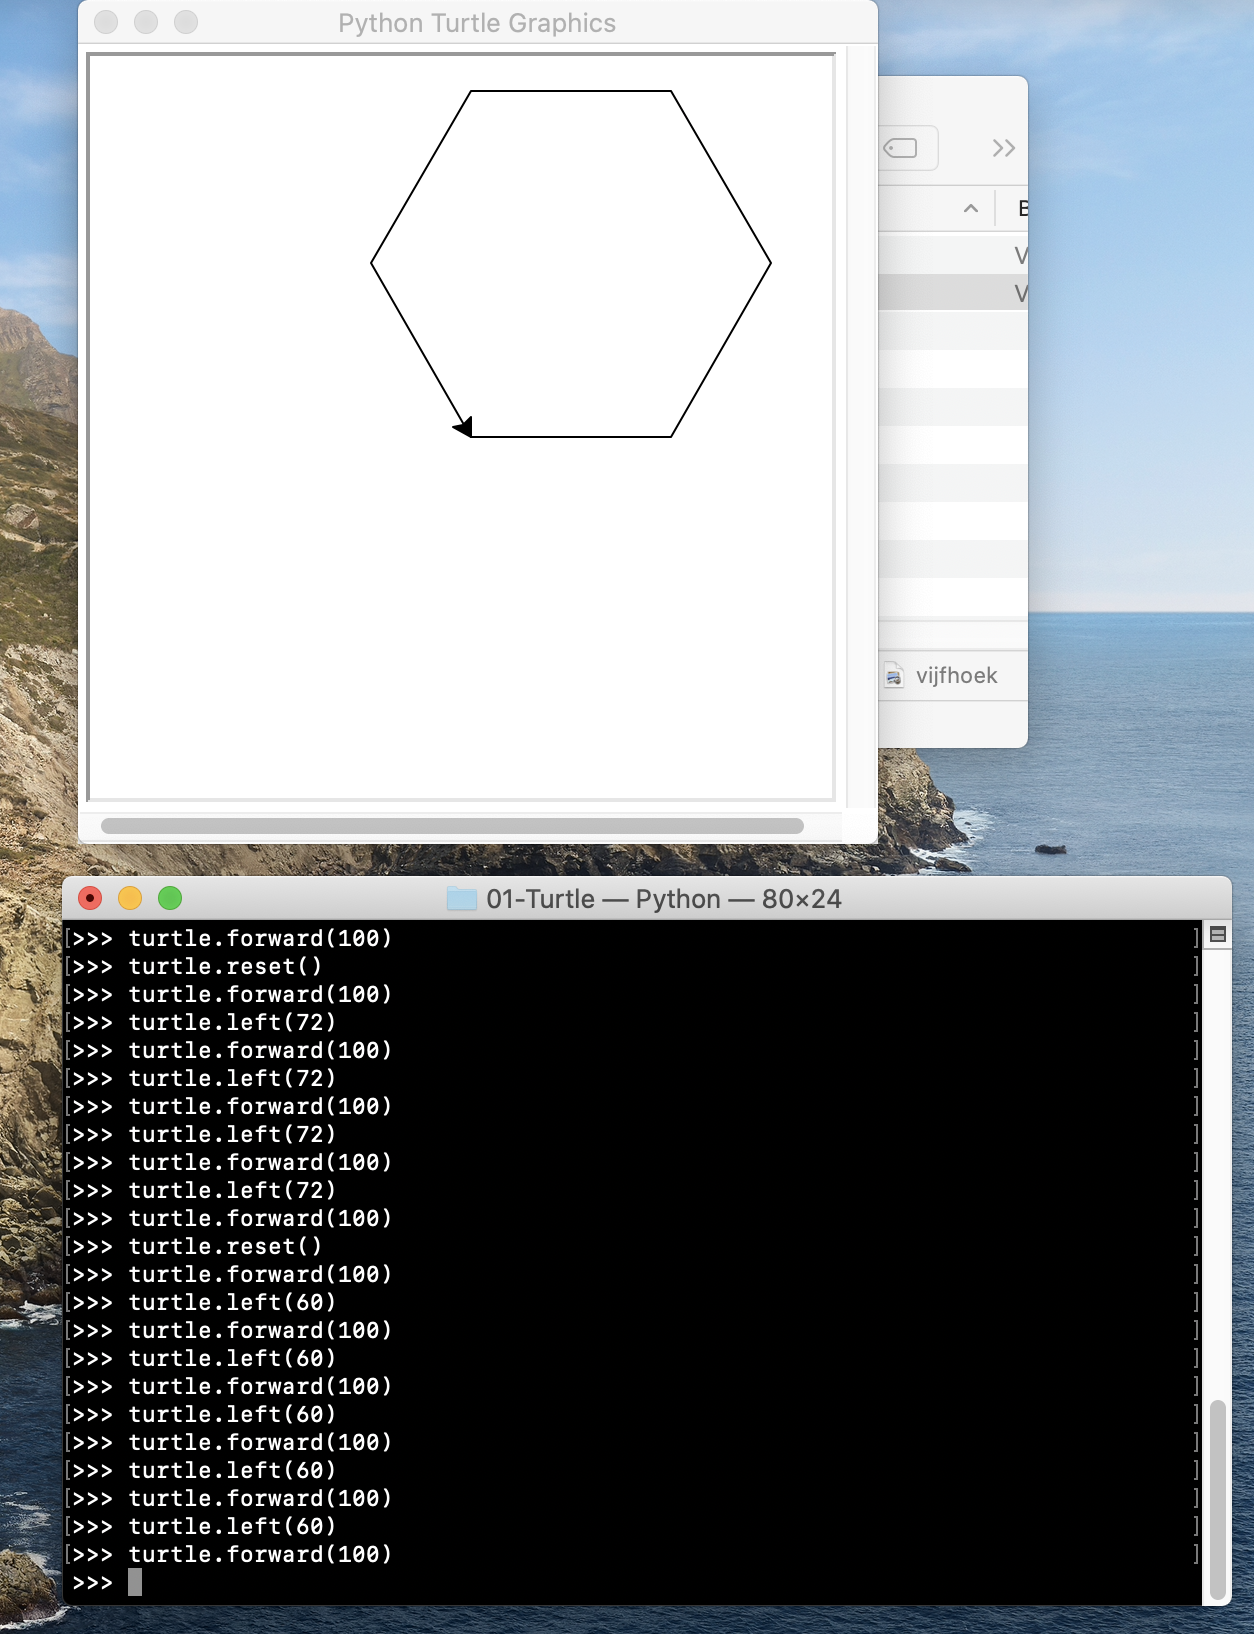 Python Turtle Graphics
vijfhoek
01-Turtle — Python — 80×24
[>>> turtle.forward(100) ]
[>>> turtle.reset() ]
[>>> turtle.forward(100) ]
[>>> turtle.left(72) ]
[>>> turtle.forward(100) ]
[>>> turtle.left(72) ]
[>>> turtle.forward(100) ]
[>>> turtle.left(72) ]
[>>> turtle.forward(100) ]
[>>> turtle.left(72) ]
[>>> turtle.forward(100) ]
[>>> turtle.reset() ]
[>>> turtle.forward(100) ]
[>>> turtle.left(60) ]
[>>> turtle.forward(100) ]
[>>> turtle.left(60) ]
[>>> turtle.forward(100) ]
[>>> turtle.left(60) ]
[>>> turtle.forward(100) ]
[>>> turtle.left(60) ]
[>>> turtle.forward(100) ]
[>>> turtle.left(60) ]
[>>> turtle.forward(100) ]
>>>